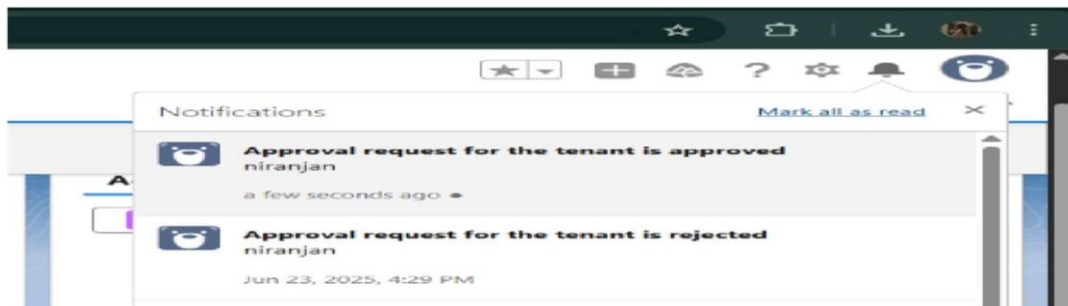 Notifications
Mark all as read
Approval request for the tenant is approved
niranjan
a few seconds ago
Approval request for the tenant is rejected
niranjan
Jun 23, 2025, 4:29 PM